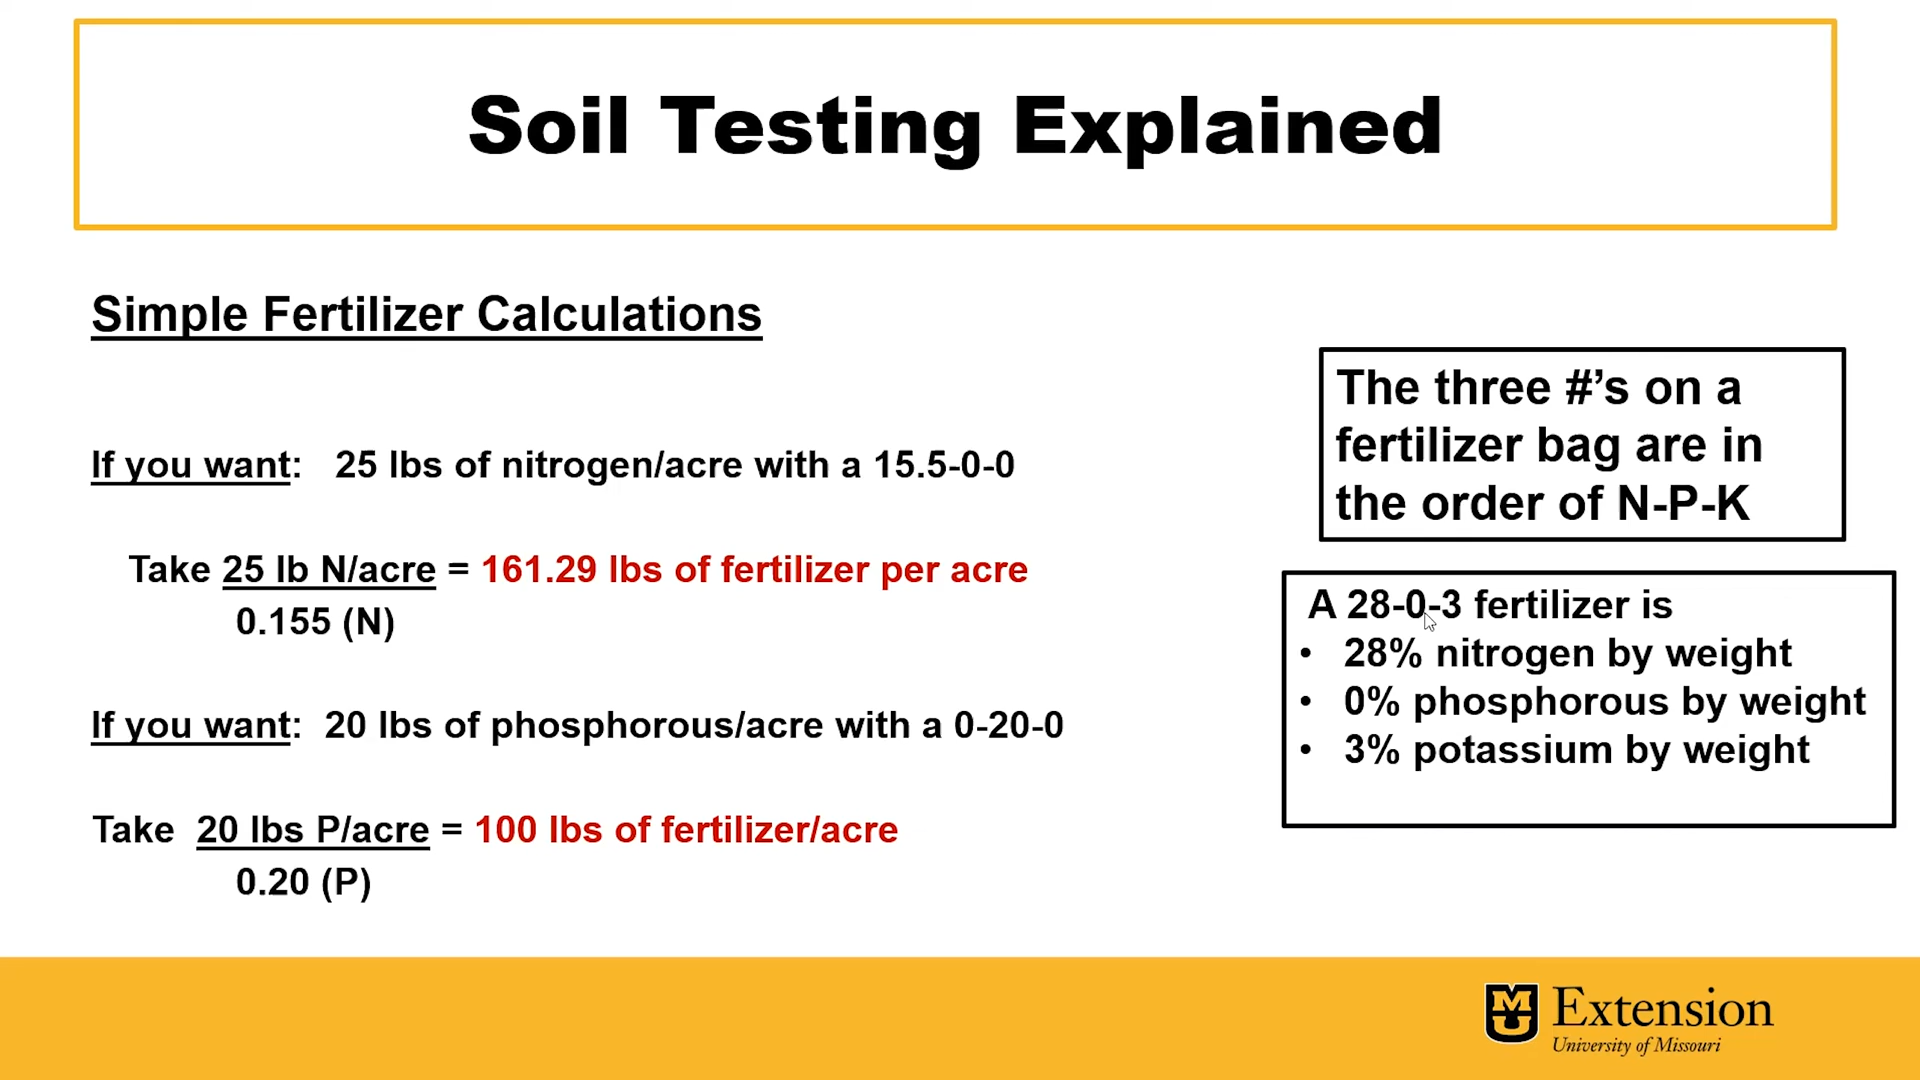 Soil Testing Explained
Simple Fertilizer Calculations
If you want: 25 lbs of nitrogen/acre with a 15.5-0-0
Take 25 lb N/acre = 161.29 lbs of fertilizer per acre
0.155 (N)
If you want: 20 lbs of phosphorous/acre with a 0-20-0
Take 20 lbs P/acre = 100 lbs of fertilizer/acre
0.20 (P)
The three #’s on a
fertilizer bag are in
the order of N-P-K
A 28-0-3 fertilizer is
• 28% nitrogen by weight
• 0% phosphorous by weight
• 3% potassium by weight
MU
Extension
University of Missouri